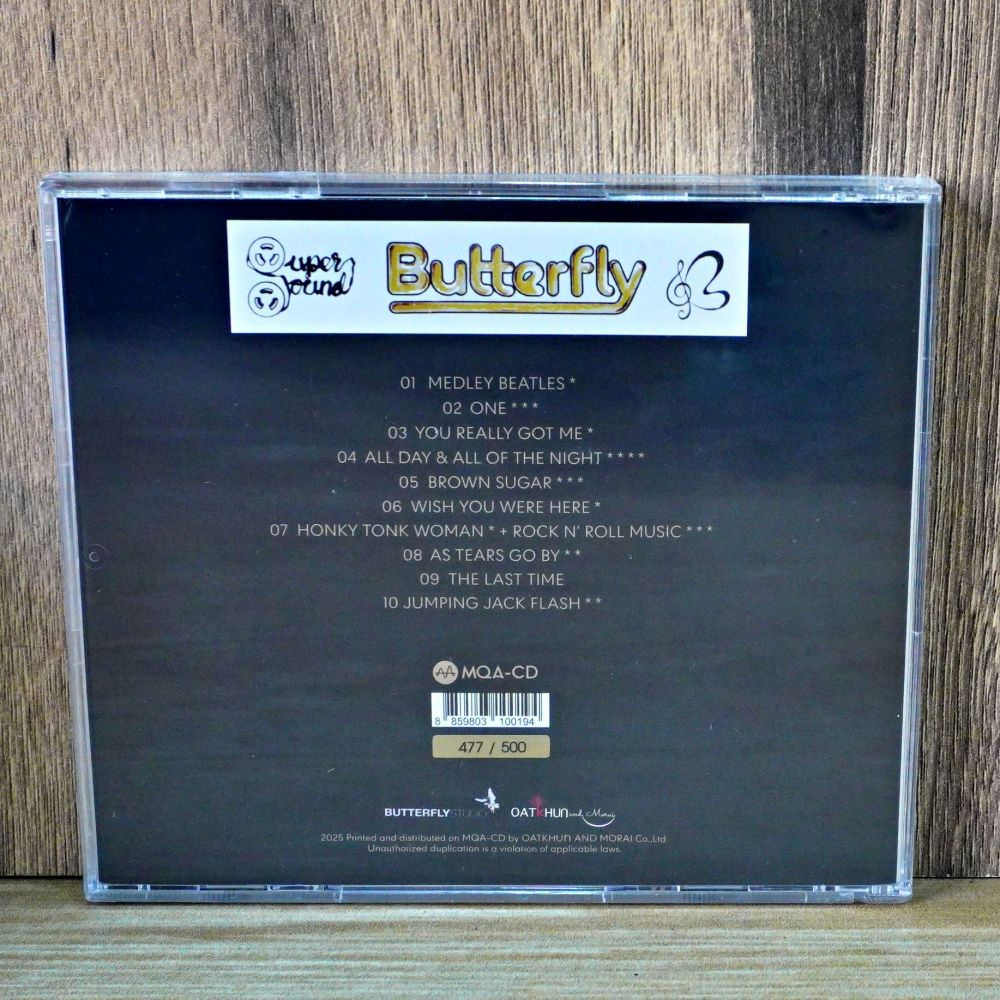 Super Sound
Butterfly
B
01 MEDLEY BEATLES *
02 ONE * * *
03 YOU REALLY GOT ME *
04 ALL DAY & ALL OF THE NIGHT * * * *
05 BROWN SUGAR * * *
06 WISH YOU WERE HERE *
07 HONKY TONK WOMAN * + ROCK N' ROLL MUSIC * * *
08 AS TEARS GO BY * *
09 THE LAST TIME
10 JUMPING JACK FLASH * *
MQA-CD
8 859803 100194
477 / 500
BUTTERFLY STUDIO
OATKHUN and Morai
2025 Printed and distributed on MQA-CD by OATKHUN AND MORAI Co.,Ltd.
Unauthorized duplication is a violation of applicable laws.